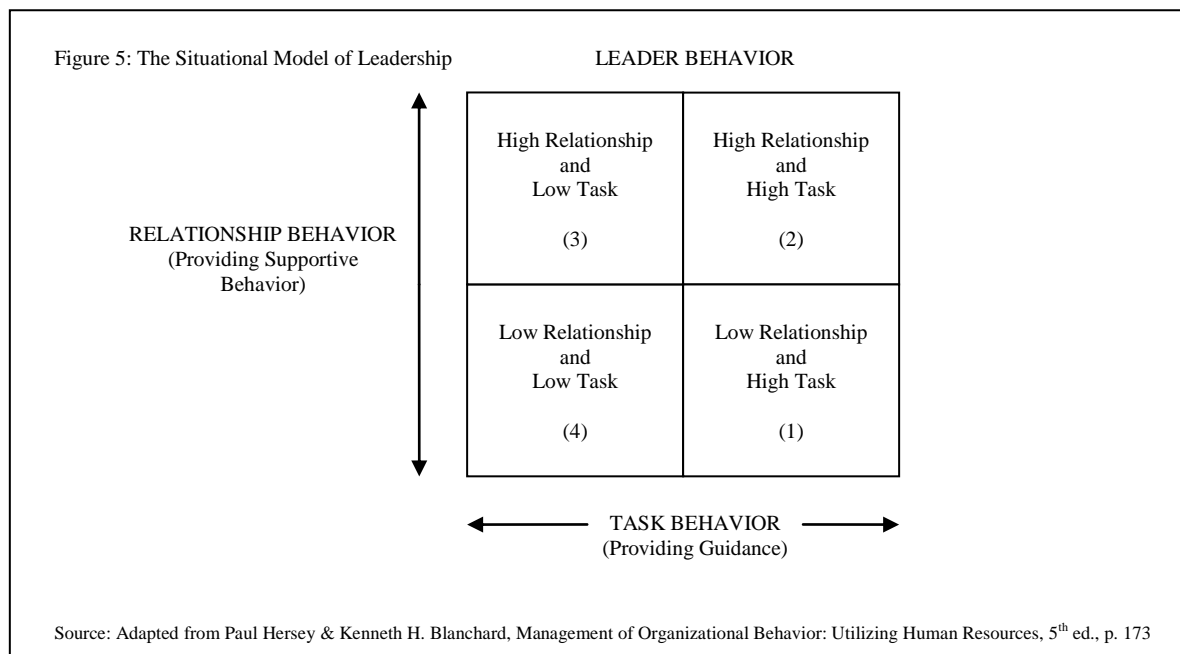 Figure 5: The Situational Model of Leadership
LEADER BEHAVIOR
High Relationship
and
Low Task
(3)
High Relationship
and
High Task
(2)
RELATIONSHIP BEHAVIOR
(Providing Supportive
Behavior)
Low Relationship
and
Low Task
(4)
Low Relationship
and
High Task
(1)
TASK BEHAVIOR
(Providing Guidance)
Source: Adapted from Paul Hersey & Kenneth H. Blanchard, Management of Organizational Behavior: Utilizing Human Resources, 5th ed., p. 173